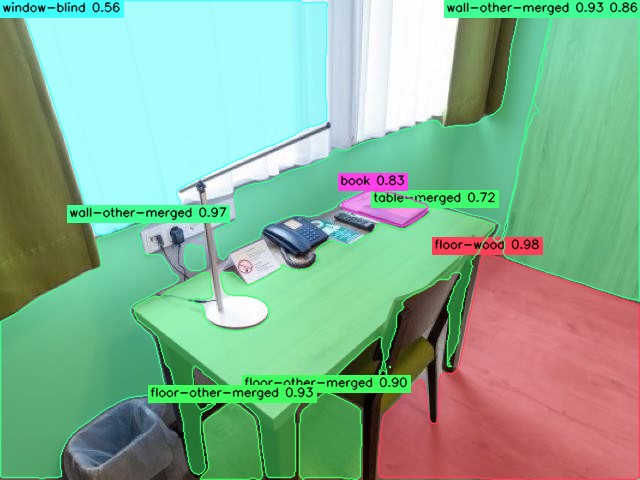 window-blind 0.56
wall-other-merged 0.93 0.86
book 0.83
table-merged 0.72
wall-other-merged 0.97
floor-wood 0.98
floor-other-merged 0.90
floor-other-merged 0.93